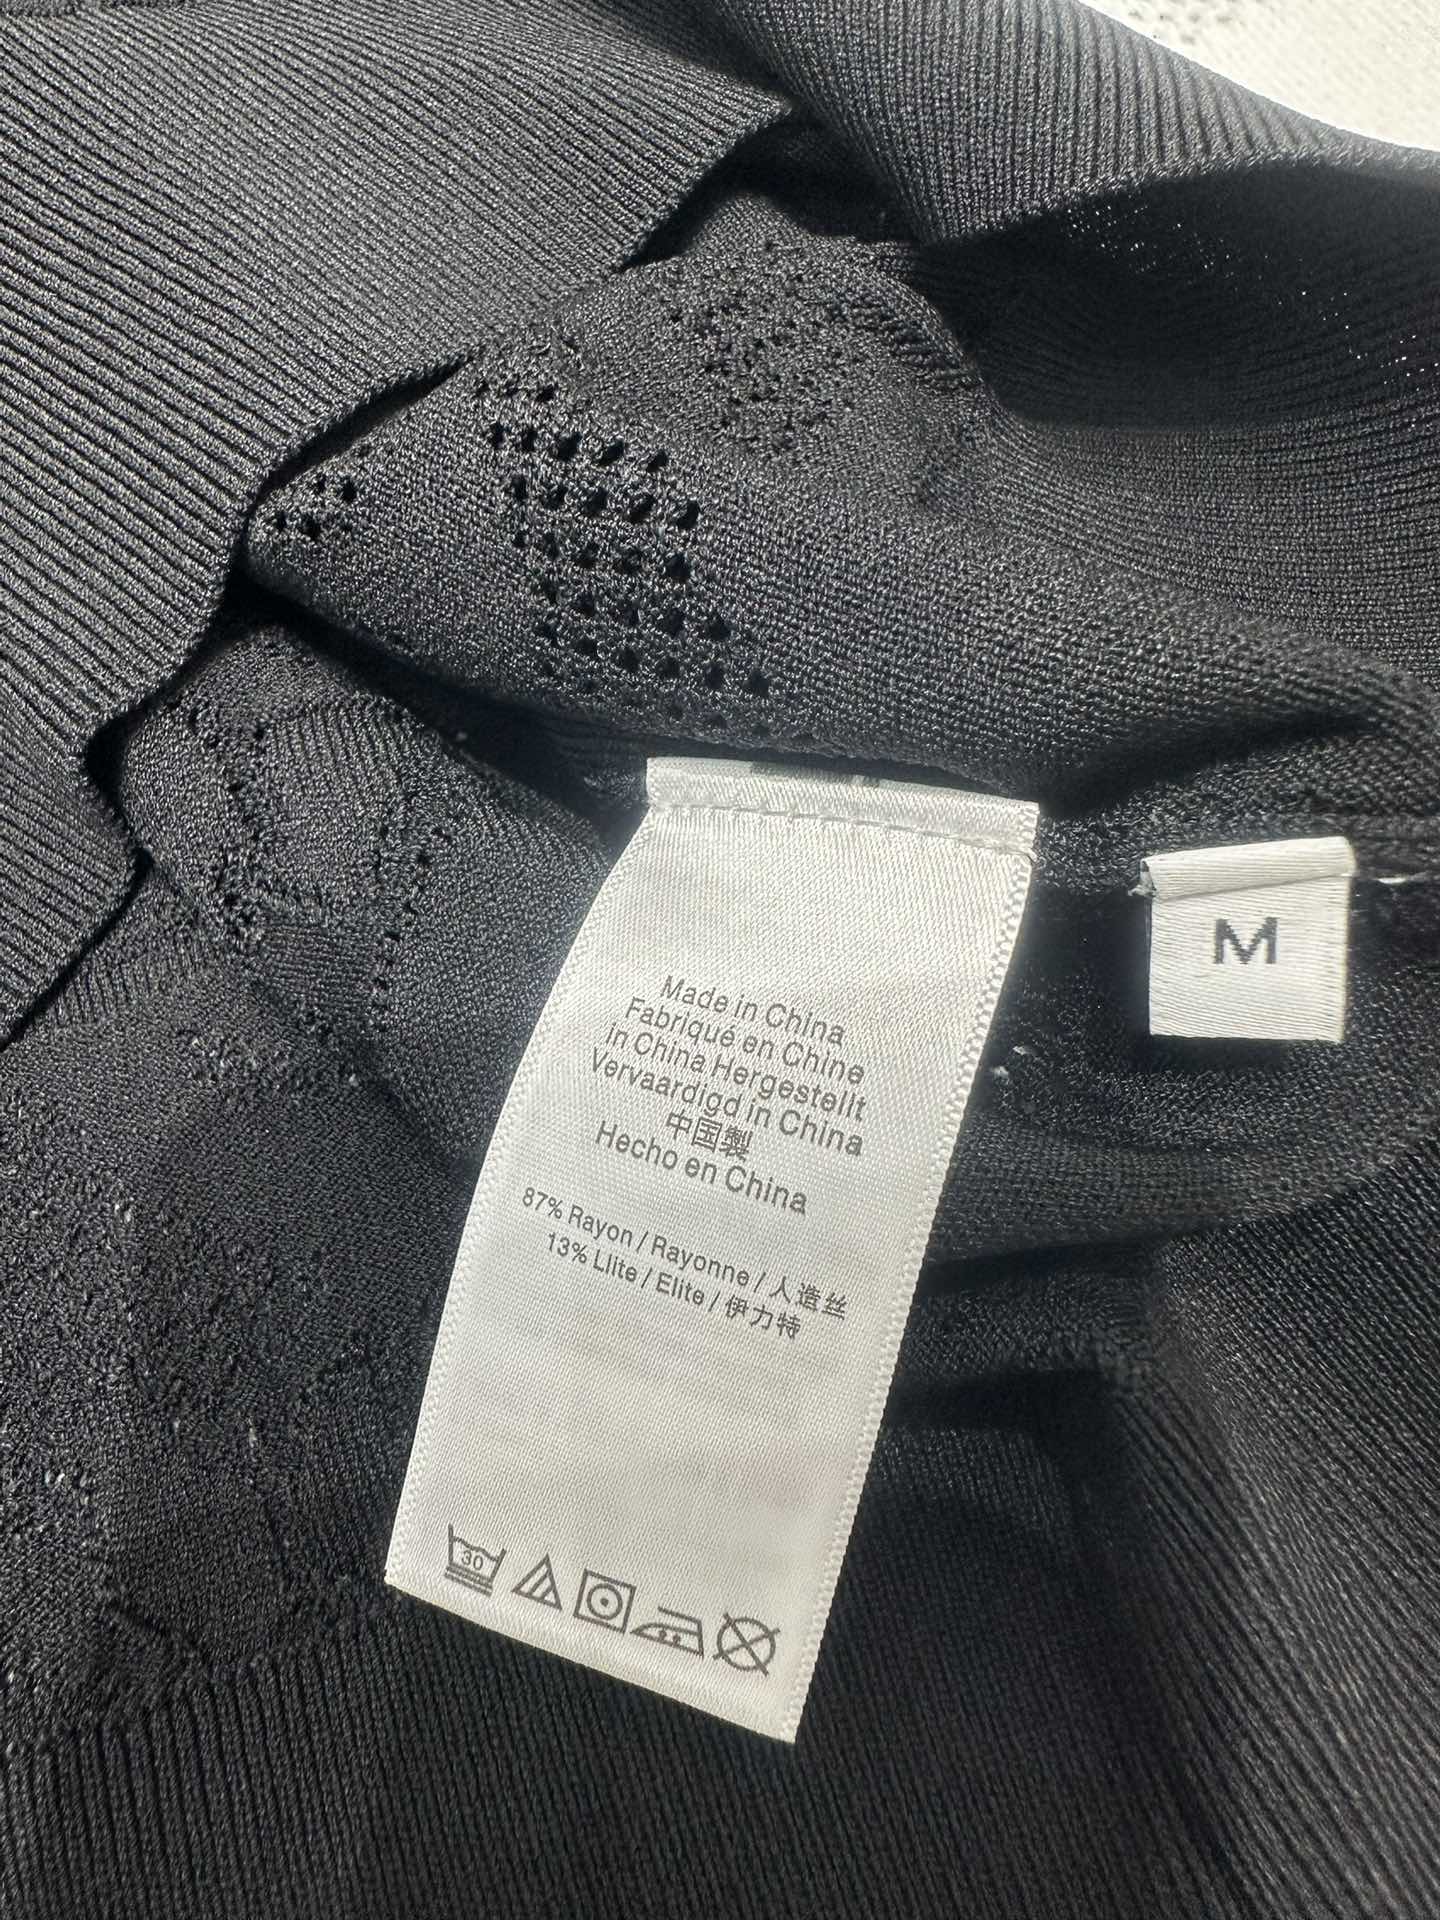 Made in China
Fabriqué en Chine
in China Hergestellt
Vervaardigd in China
中国製
Hecho en China
87% Rayon / Rayonne / 人造丝
13% Llite / Elite / 伊力特
30
M